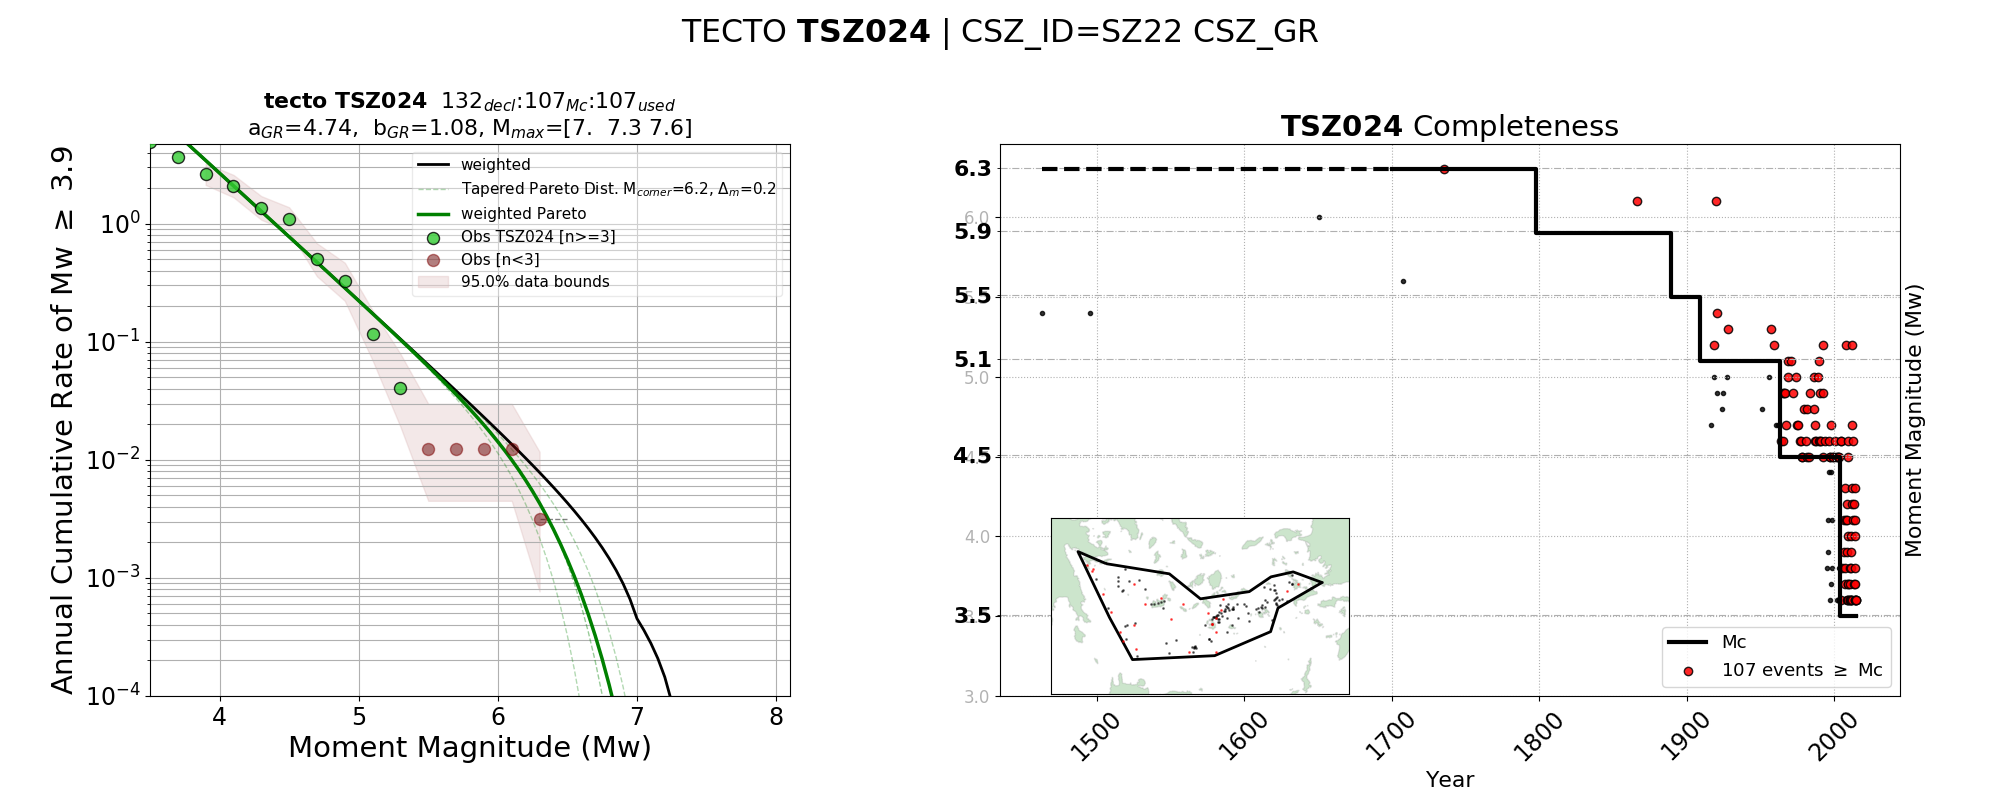 TECTO TSZ024 | CSZ_ID=SZ22 CSZ_GR
tecto TSZ024 132decl:107Mc:107used
aGR=4.74, bGR=1.08, Mmax=[7. 7.3 7.6]
Annual Cumulative Rate of Mw ≥ 3.9
10^0
10^−1
10^−2
10^−3
10^−4
weighted
Tapered Pareto Dist. Mcorner=6.2, Δm=0.2
weighted Pareto
Obs TSZ024 [n>=3]
Obs [n<3]
95.0% data bounds
4 5 6 7 8
Moment Magnitude (Mw)
TSZ024 Completeness
6.3
6.0
5.9
5.5
5.1
5.0
4.5
4.0
3.5
3.0
Moment Magnitude (Mw)
Mc
107 events ≥ Mc
1500 1600 1700 1800 1900 2000
Year